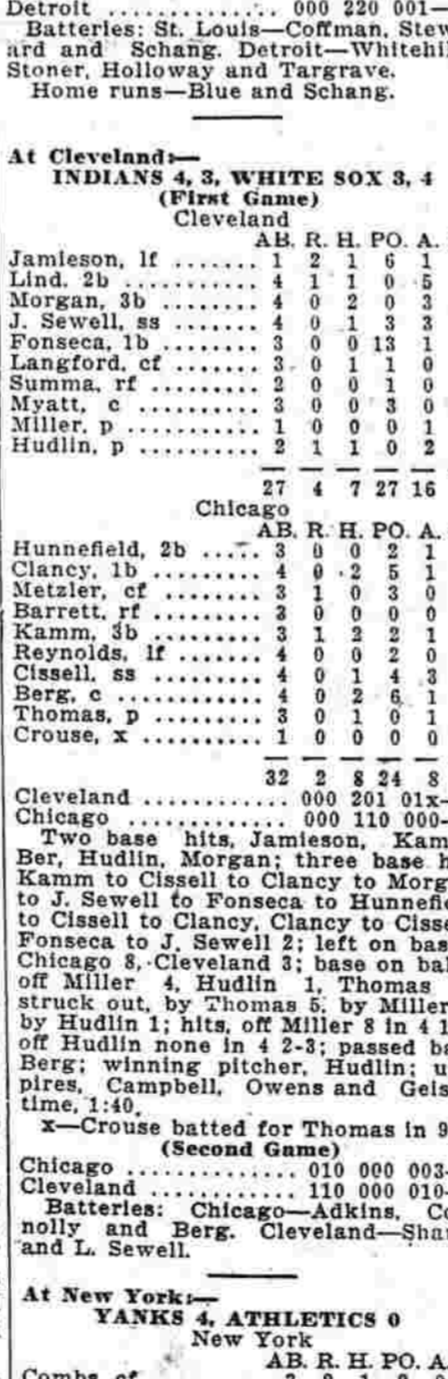 Detroit .............. 000 220 001—
Batteries: St. Louis—Coffman, Stew
ard and Schang. Detroit—Whitehil
Stoner, Holloway and Targrave.
Home runs—Blue and Schang.
At Cleveland:—
INDIANS 4, 3, WHITE SOX 3, 4
(First Game)
Cleveland
AB. R. H. PO. A.
Jamieson, lf ........ 1 2 1 6 1
Lind, 2b ............ 4 1 1 0 5
Morgan, 3b .......... 4 0 2 0 3
J. Sewell, ss ....... 4 0 1 3 3
Fonseca, 1b ......... 3 0 0 13 1
Langford, cf ........ 3 0 1 1 0
Summa, rf ........... 2 0 0 1 0
Myatt, c ............ 3 0 0 3 0
Miller, p ........... 1 0 0 0 1
Hudlin, p ........... 2 1 1 0 2
27 4 7 27 16
Chicago
AB. R. H. PO. A.
Hunnefield, 2b ..... 3 0 0 2 1
Clancy, 1b ......... 4 0 2 5 1
Metzler, cf ........ 3 1 0 3 0
Barrett, rf ........ 3 0 0 0 0
Kamm, 3b ........... 3 1 2 2 1
Reynolds, lf ....... 4 0 0 2 0
Cissell, ss ........ 4 0 1 4 3
Berg, c ............ 4 0 2 6 1
Thomas, p .......... 3 0 1 0 1
Crouse, x .......... 1 0 0 0 0
32 2 8 24 8
Cleveland ............ 000 201 01x-
Chicago .............. 000 110 000-
Two base hits, Jamieson, Kam
Ber, Hudlin, Morgan; three base h
Kamm to Cissell to Clancy to Morg
to J. Sewell to Fonseca to Hunnefie
to Cissell to Clancy, Clancy to Cisse
Fonseca to J. Sewell 2; left on bas
Chicago 8, Cleveland 3; base on bal
off Miller 4, Hudlin 1, Thomas
struck out, by Thomas 5; by Miller
by Hudlin 1; hits, off Miller 8 in 4 1
off Hudlin none in 4 2-3; passed ba
Berg; winning pitcher, Hudlin; u
pires, Campbell, Owens and Geis
time, 1:40.
x—Crouse batted for Thomas in 9
(Second Game)
Chicago .............. 010 000 003-
Cleveland ............ 110 000 010-
Batteries: Chicago—Adkins, Co
nolly and Berg. Cleveland—Shau
and L. Sewell.
At New York:—
YANKS 4, ATHLETICS 0
New York
AB. R. H. PO. A
Combs, cf